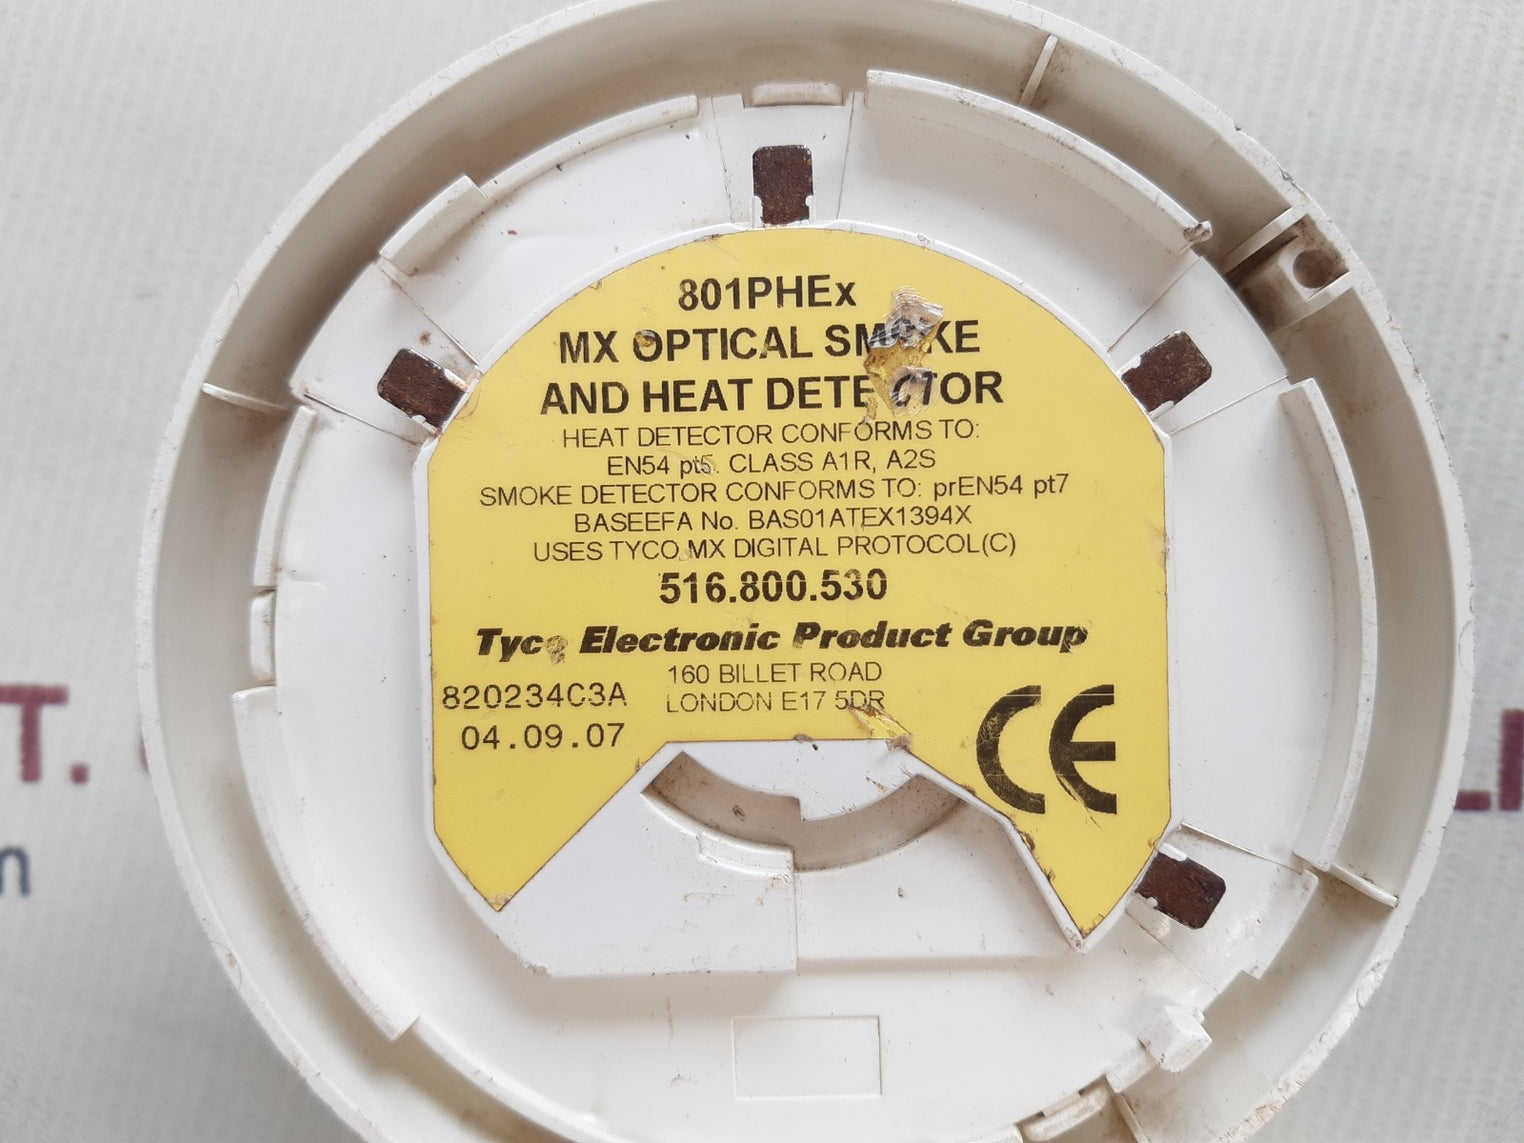 801PHEx
MX OPTICAL SMOKE
AND HEAT DETECTOR
HEAT DETECTOR CONFORMS TO:
EN54 pt5. CLASS A1R, A2S
SMOKE DETECTOR CONFORMS TO: prEN54 pt7
BASEEFA No. BAS01ATEX1394X
USES TYCO MX DIGITAL PROTOCOL(C)
516.800.530
Tyco Electronic Product Group
160 BILLET ROAD
LONDON E17 5DR
820234C3A
04.09.07
CE